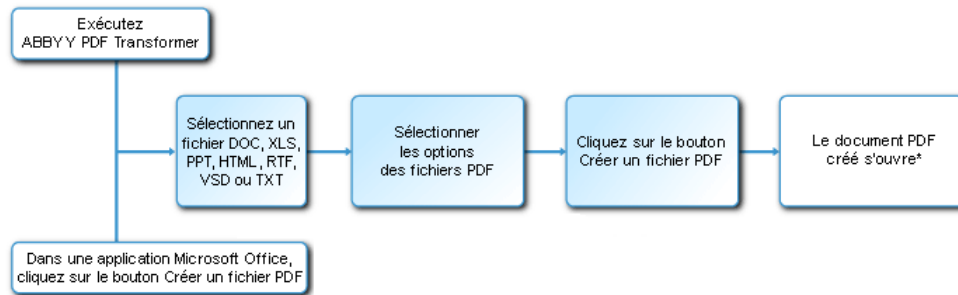 Exécutez
ABBYY PDF Transformer
Sélectionnez un
fichier DOC, XLS,
PPT, HTML, RTF,
VSD ou TXT
Sélectionner
les options
des fichiers PDF
Cliquez sur le bouton
Créer un fichier PDF
Le document PDF
créé s'ouvre*
Dans une application Microsoft Office,
cliquez sur le bouton Créer un fichier PDF